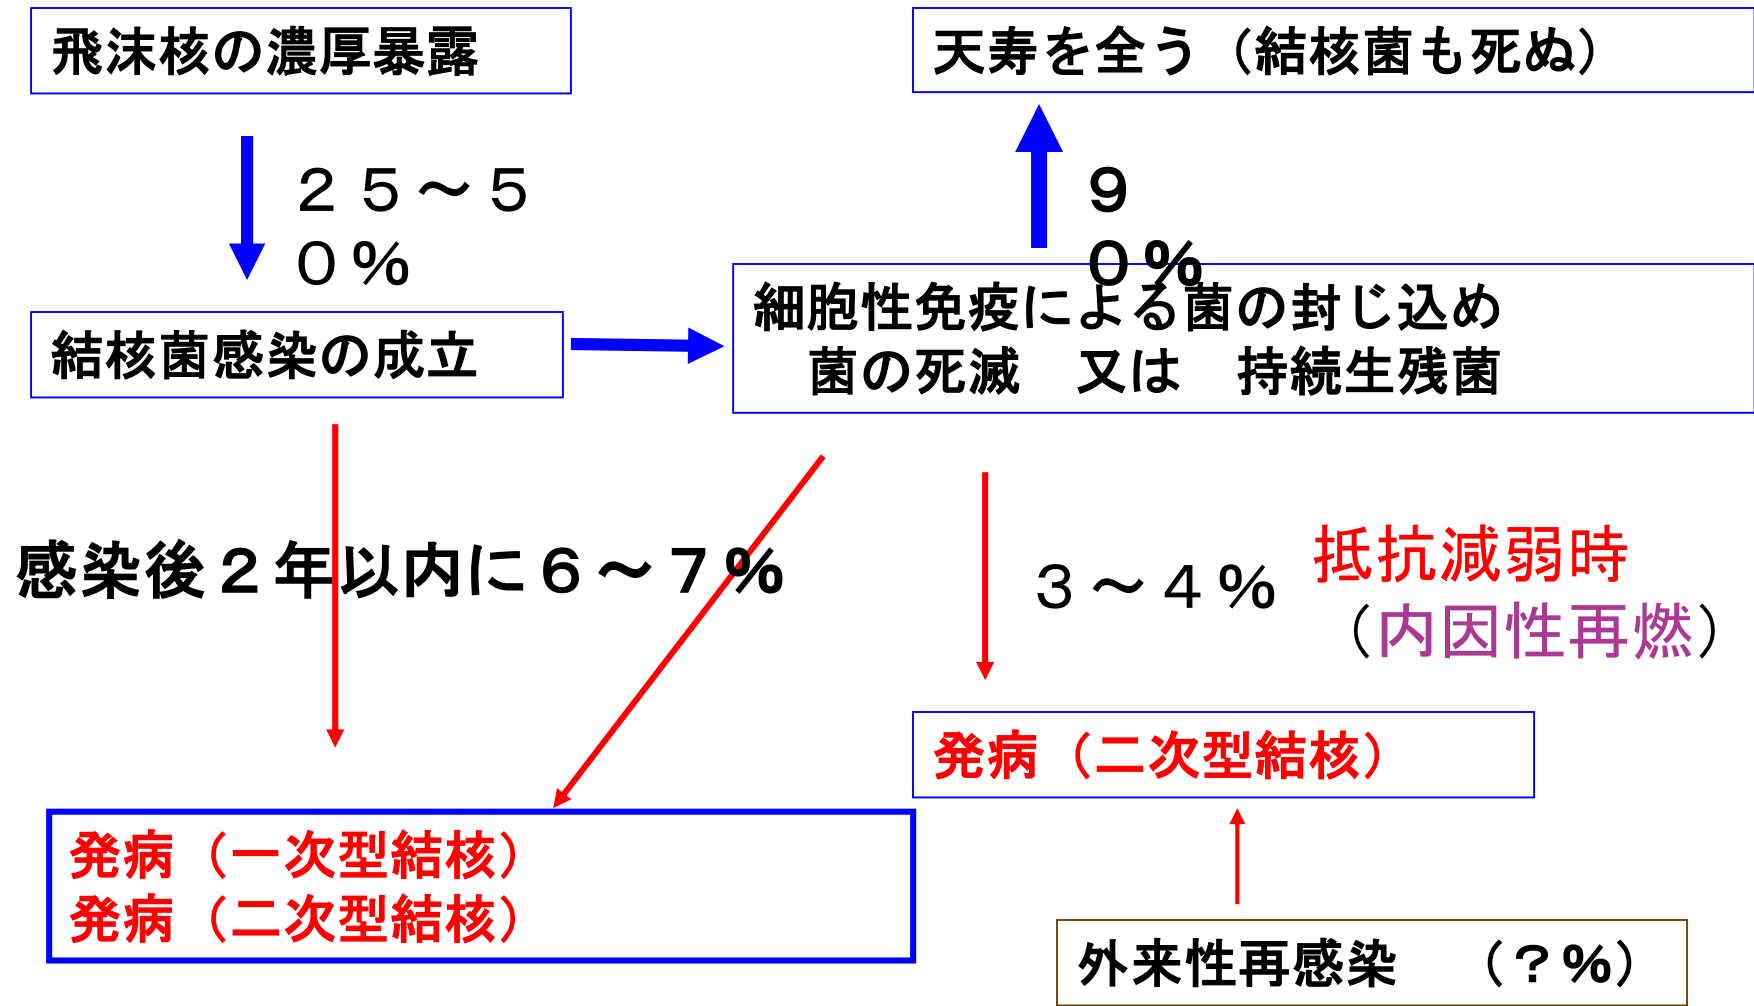 飛沫核の濃厚暴露
天寿を全う（結核菌も死ぬ）
２５～５
０％
９
０％
結核菌感染の成立
細胞性免疫による菌の封じ込め
菌の死滅　又は　持続生残菌
感染後２年以内に６～７％
３～４％
抵抗減弱時
（内因性再燃）
発病（二次型結核）
発病（一次型結核）
発病（二次型結核）
外来性再感染　（？％）